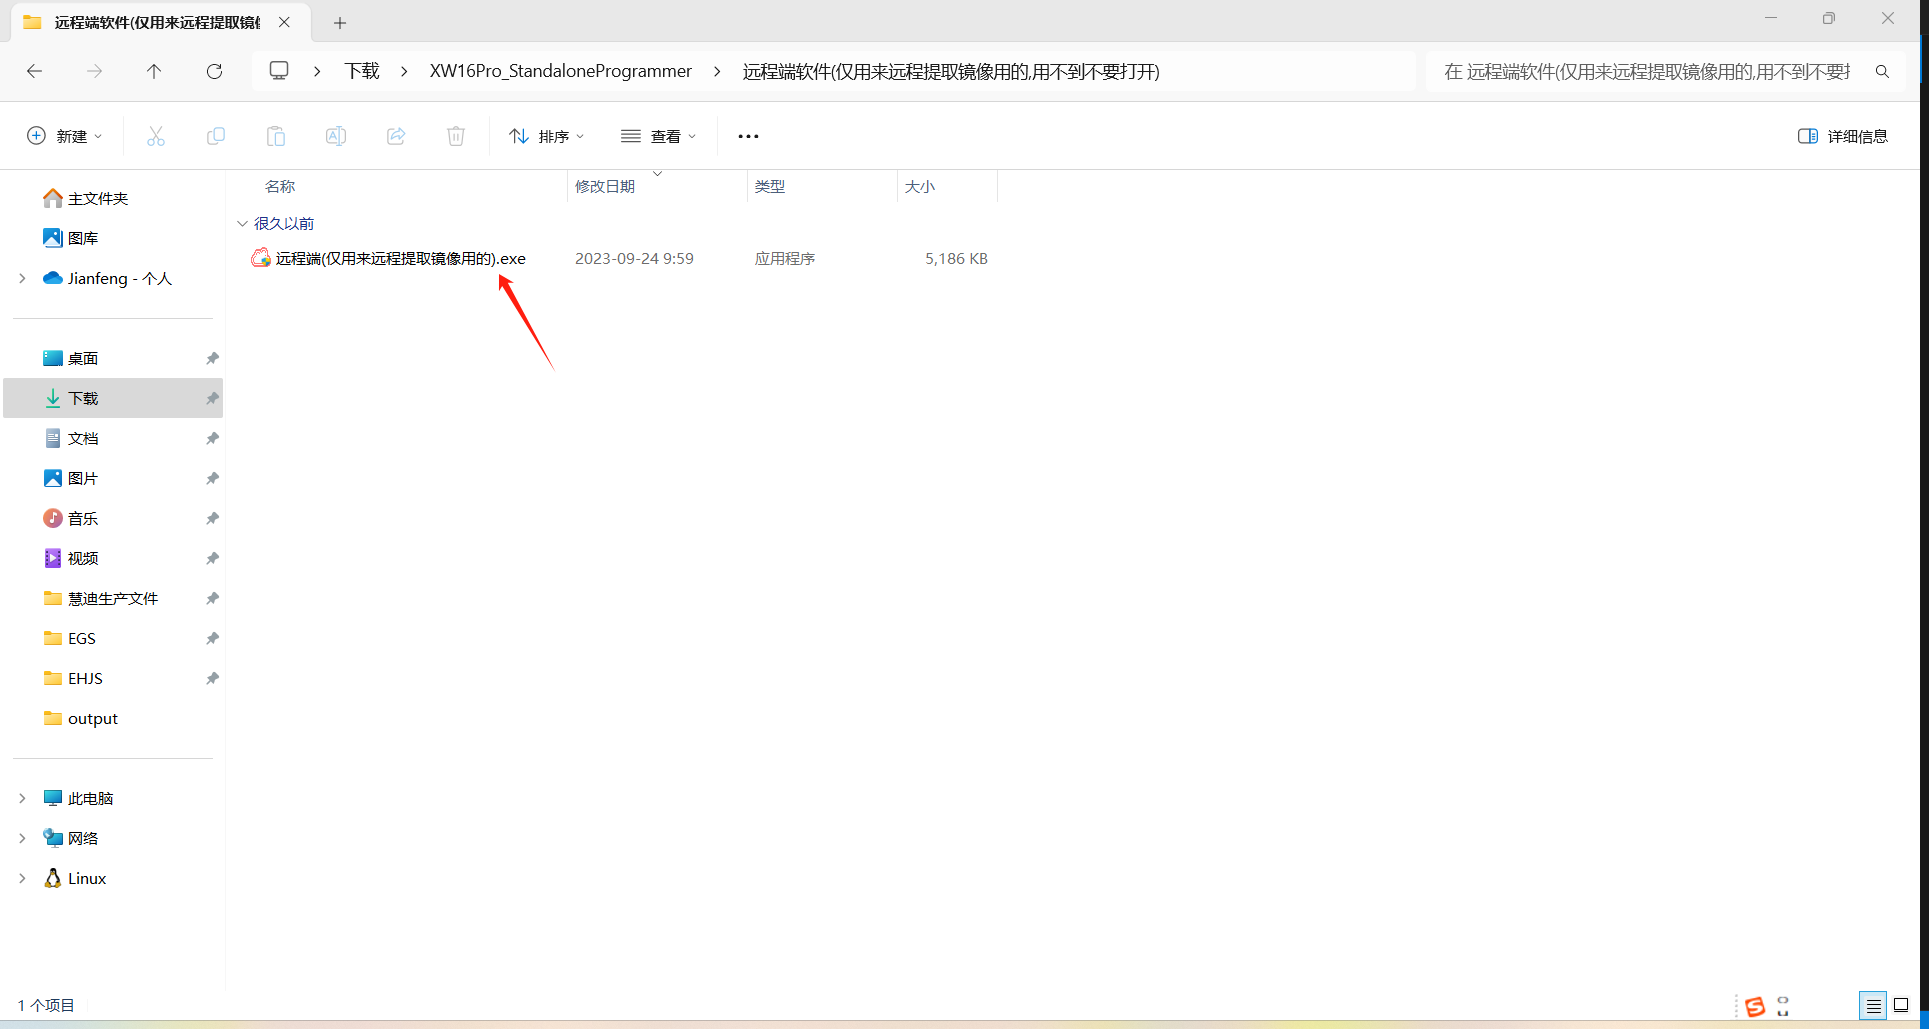 远程端软件(仅用来远程提取镜像
下载 XW16Pro_StandaloneProgrammer 远程端软件(仅用来远程提取镜像用的,用不到不要打开)
在 远程端软件(仅用来远程提取镜像用的,用不到不要打
新建 排序 查看 详细信息
名称 修改日期 类型 大小
很久以前
远程端(仅用来远程提取镜像用的).exe 2023-09-24 9:59 应用程序 5,186 KB
主文件夹
图库
Jianfeng - 个人
桌面
下载
文档
图片
音乐
视频
慧迪生产文件
EGS
EHJS
output
此电脑
网络
Linux
1 个项目